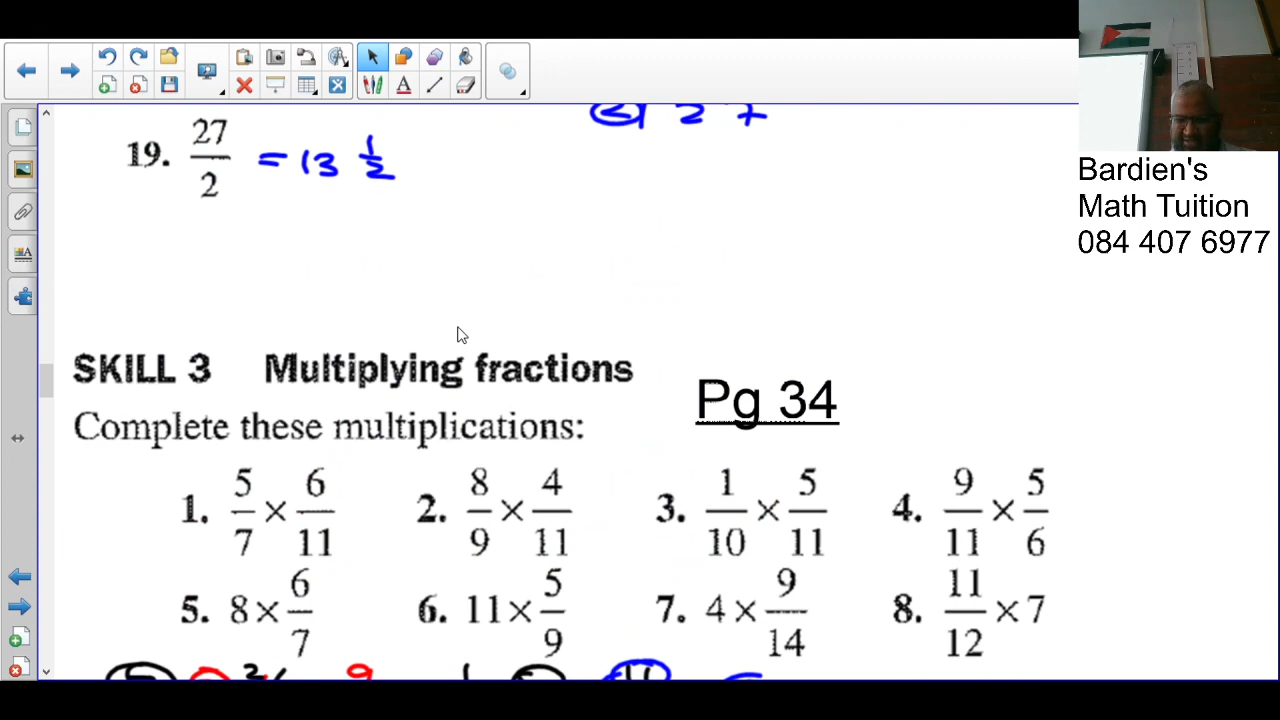 19. 27/2 = 13 1/2
Bardien's
Math Tuition
084 407 6977
SKILL 3 Multiplying fractions
Pg 34
Complete these multiplications:
1. 5/7 × 6/11 2. 8/9 × 4/11 3. 1/10 × 5/11 4. 9/11 × 5/6
5. 8 × 6/7 6. 11 × 5/9 7. 4 × 9/14 8. 11/12 × 7